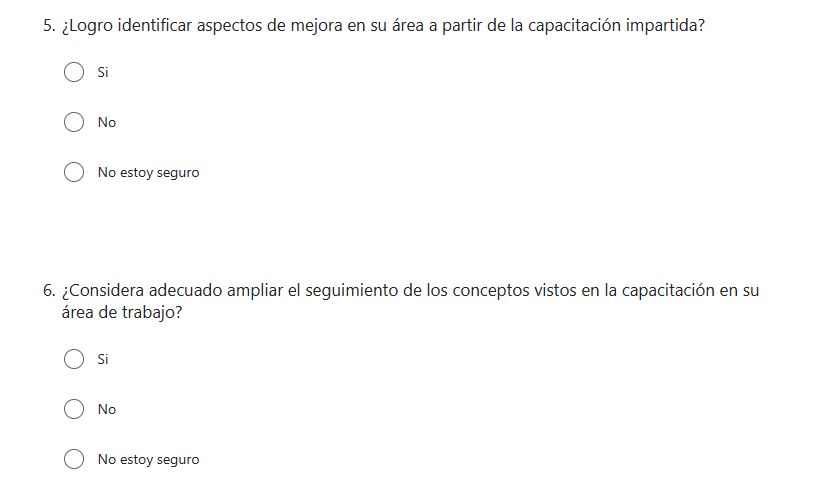 5. ¿Logro identificar aspectos de mejora en su área a partir de la capacitación impartida?
Si
No
No estoy seguro
6. ¿Considera adecuado ampliar el seguimiento de los conceptos vistos en la capacitación en su
área de trabajo?
Si
No
No estoy seguro